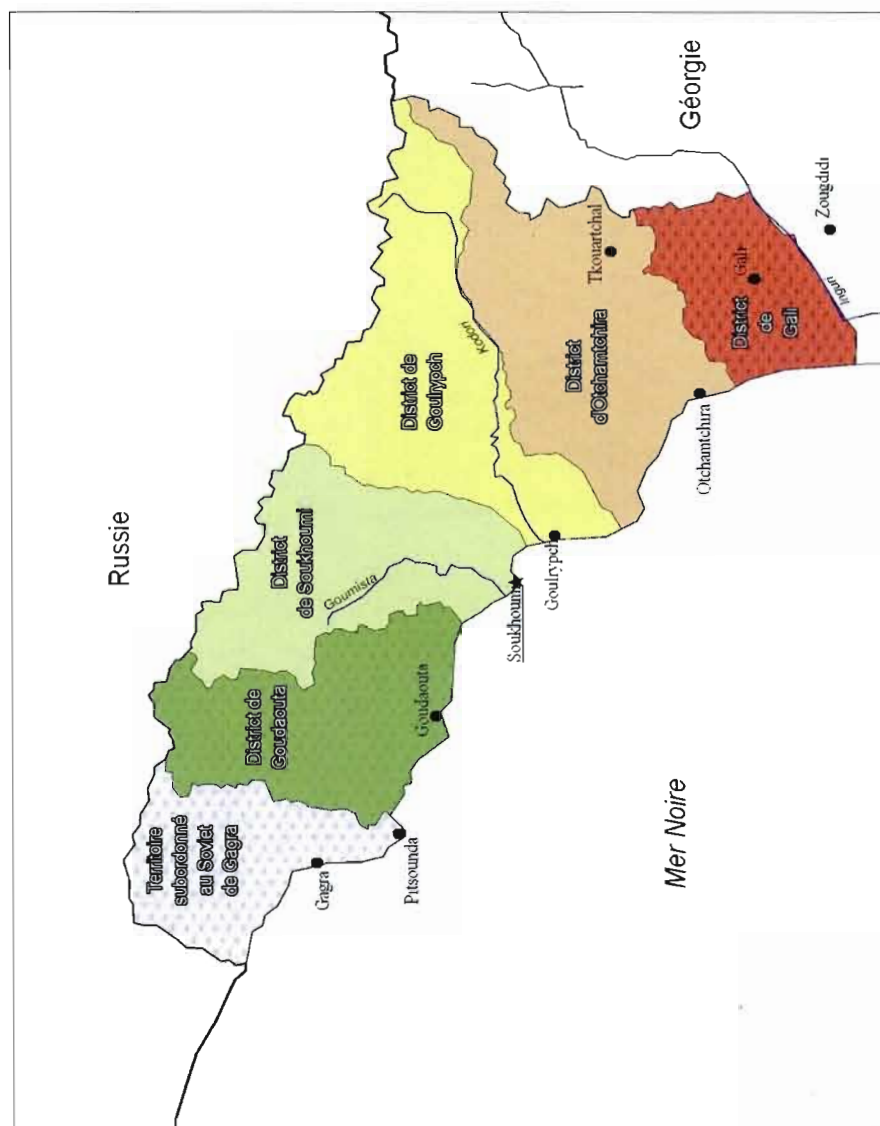 Russie
Géorgie
Mer Noire
Territoire
subordonné
au Soviet
de Gagra
Gagra
Pitsounda
District de
Goudaouta
Goudaouta
District
de Soukhoumi
Goumista
Soukhoumi
District de
Goulrypch
Goulrypch
Kodori
District
d'Otchamtchira
Tkouartchal
Otchamtchira
District
de
Gali
Gali
Inguri
Zougdidi